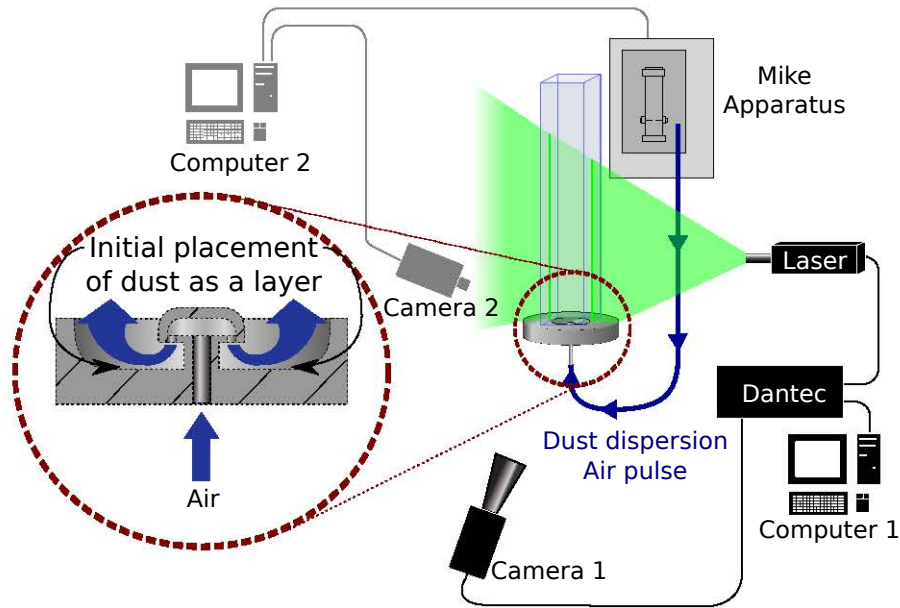 Mike
Apparatus
Computer 2
Initial placement
of dust as a layer
Laser
Camera 2
Dantec
Dust dispersion
Air pulse
Air
Computer 1
Camera 1